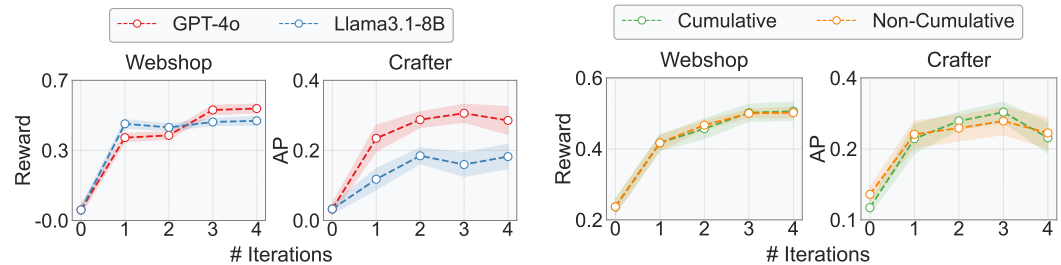 GPT-4o Llama3.1-8B
Webshop
Reward
0.7
0.3
-0.0
0 1 2 3 4
Crafter
AP
0.4
0.2
0.0
0 1 2 3 4
# Iterations
Cumulative Non-Cumulative
Webshop
Reward
0.6
0.4
0.2
0 1 2 3 4
Crafter
AP
0.4
0.2
0.1
0 1 2 3 4
# Iterations